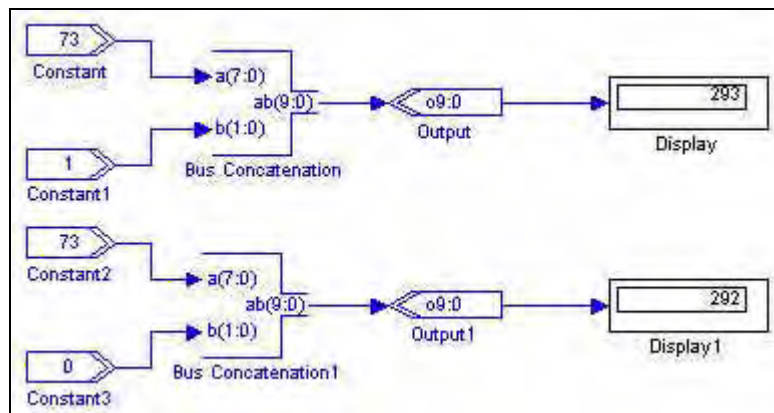 73
Constant
a(7:0)
ab(9:0)
o9:0
293
1
b(1:0)
Output
Display
Constant1
Bus Concatenation
73
Constant2
a(7:0)
ab(9:0)
o9:0
292
0
b(1:0)
Output1
Display1
Constant3
Bus Concatenation1